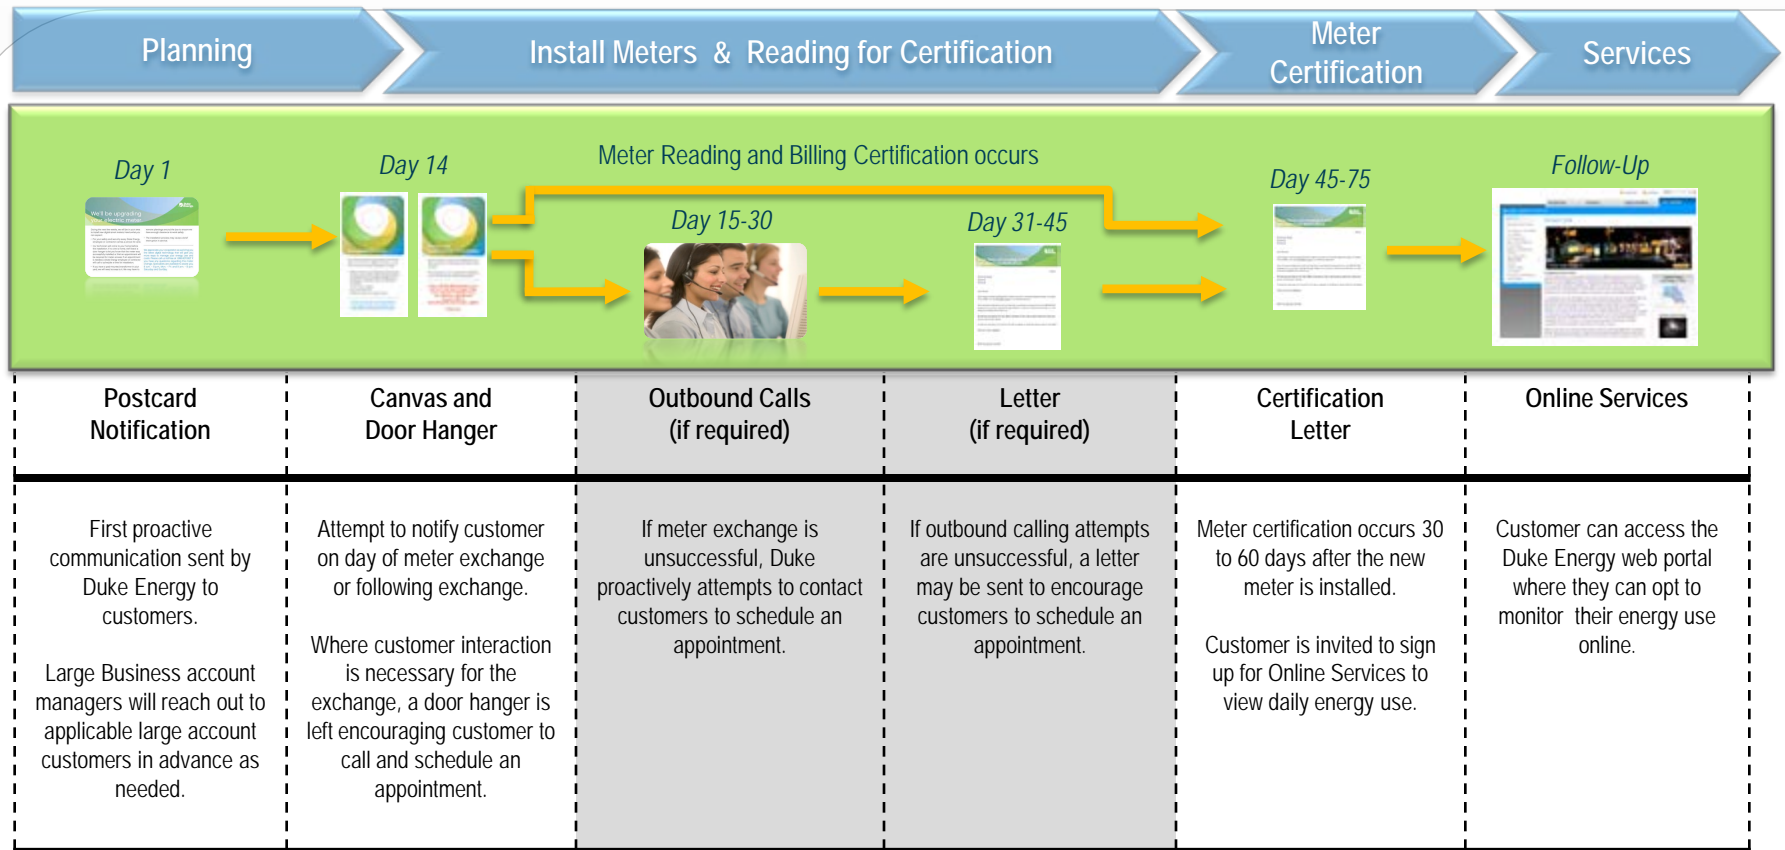 Planning
Install Meters & Reading for Certification
Meter
Certification
Services
Day 1
Day 14
Meter Reading and Billing Certification occurs
Day 15-30
Day 31-45
Day 45-75
Follow-Up
We'll be upgrading
your electric meter.
Postcard
Notification
Canvas and
Door Hanger
Outbound Calls
(if required)
Letter
(if required)
Certification
Letter
Online Services
First proactive
communication sent by
Duke Energy to
customers.
Large Business account
managers will reach out to
applicable large account
customers in advance as
needed.
Attempt to notify customer
on day of meter exchange
or following exchange.
Where customer interaction
is necessary for the
exchange, a door hanger is
left encouraging customer to
call and schedule an
appointment.
If meter exchange is
unsuccessful, Duke
proactively attempts to contact
customers to schedule an
appointment.
If outbound calling attempts
are unsuccessful, a letter
may be sent to encourage
customers to schedule an
appointment.
Meter certification occurs 30
to 60 days after the new
meter is installed.
Customer is invited to sign
up for Online Services to
view daily energy use.
Customer can access the
Duke Energy web portal
where they can opt to
monitor their energy use
online.